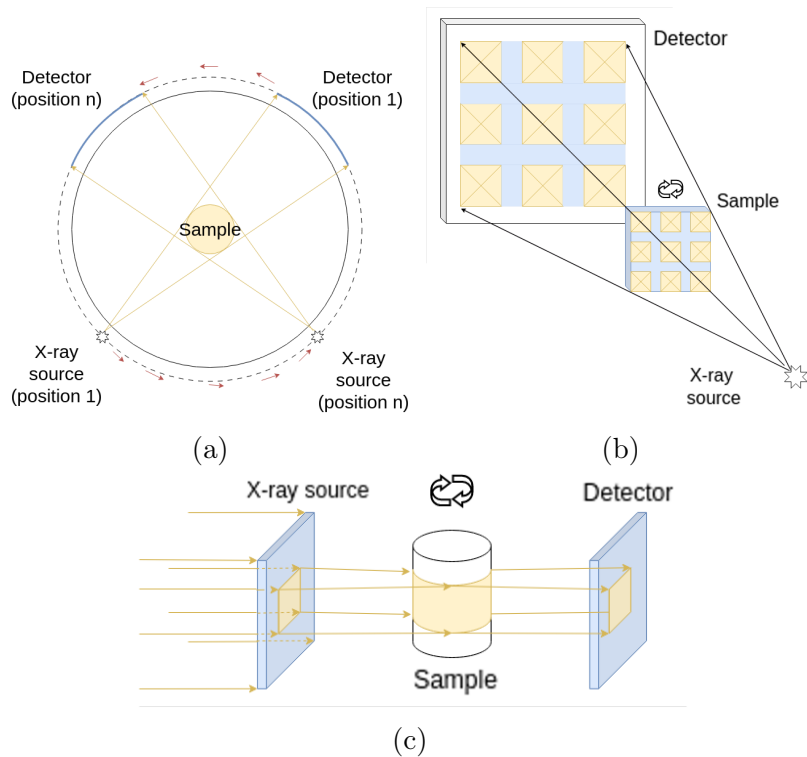 Detector
(position n)
Detector
(position 1)
Sample
X-ray
source
(position 1)
X-ray
source
(position n)
(a)
Detector
Sample
X-ray
source
(b)
X-ray source
Detector
Sample
(c)